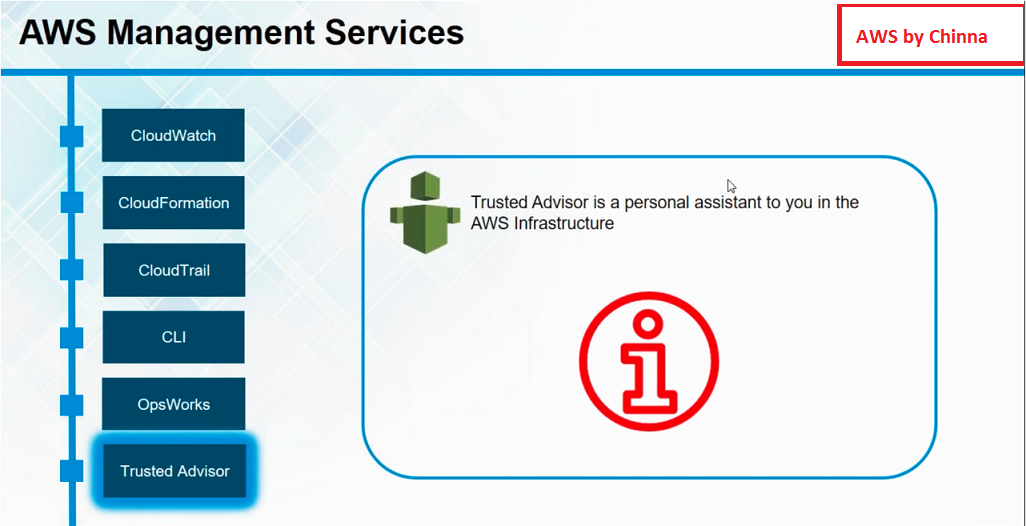 AWS Management Services
AWS by Chinna
CloudWatch
CloudFormation
CloudTrail
CLI
OpsWorks
Trusted Advisor
Trusted Advisor is a personal assistant to you in the
AWS Infrastructure